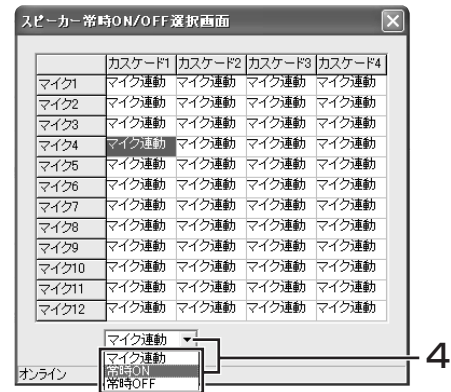 スピーカー常時ON/OFF選択画面
カスケード1 カスケード2 カスケード3 カスケード4
マイク1 マイク連動 マイク連動 マイク連動 マイク連動
マイク2 マイク連動 マイク連動 マイク連動 マイク連動
マイク3 マイク連動 マイク連動 マイク連動 マイク連動
マイク4 マイク連動 マイク連動 マイク連動 マイク連動
マイク5 マイク連動 マイク連動 マイク連動 マイク連動
マイク6 マイク連動 マイク連動 マイク連動 マイク連動
マイク7 マイク連動 マイク連動 マイク連動 マイク連動
マイク8 マイク連動 マイク連動 マイク連動 マイク連動
マイク9 マイク連動 マイク連動 マイク連動 マイク連動
マイク10 マイク連動 マイク連動 マイク連動 マイク連動
マイク11 マイク連動 マイク連動 マイク連動 マイク連動
マイク12 マイク連動 マイク連動 マイク連動 マイク連動
マイク連動
マイク連動
常時ON
常時OFF
オンライン
4